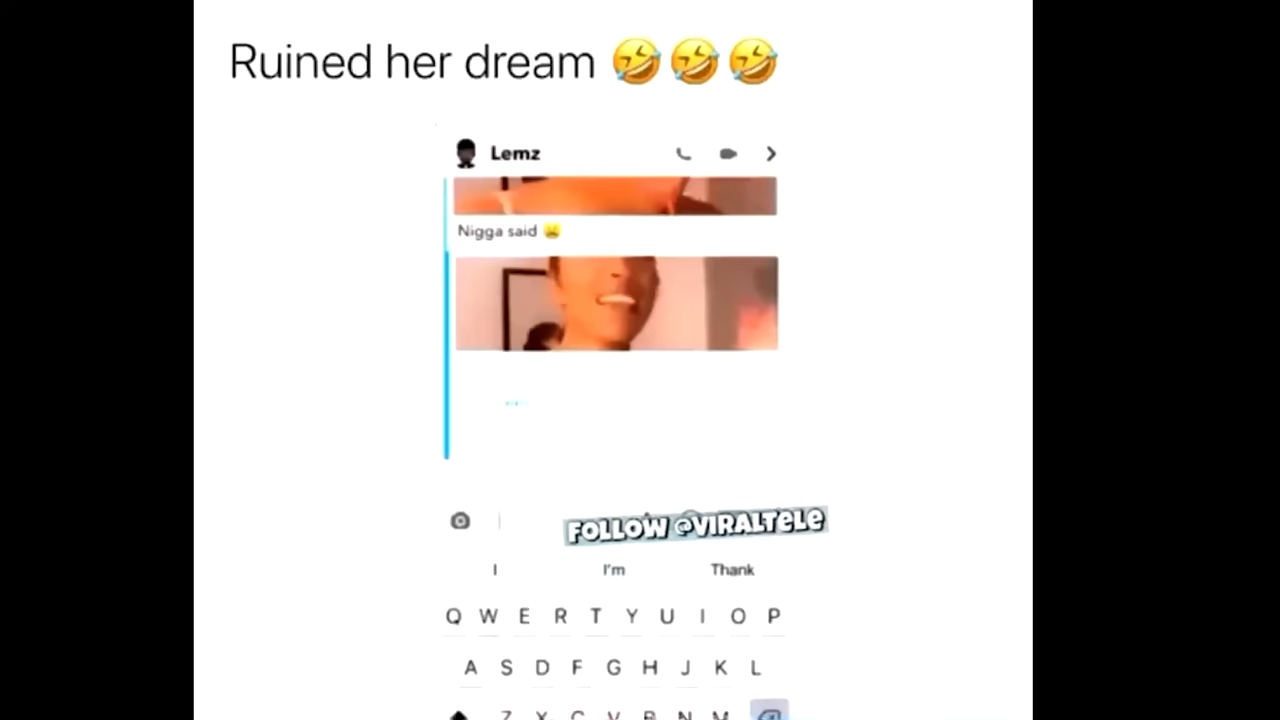 Ruined her dream 🤣🤣🤣
Lemz
Nigga said 😫
FOLLOW @VIRALTELE
I I'm Thank
Q W E R T Y U I O P
A S D F G H J K L
Z X C V B N M